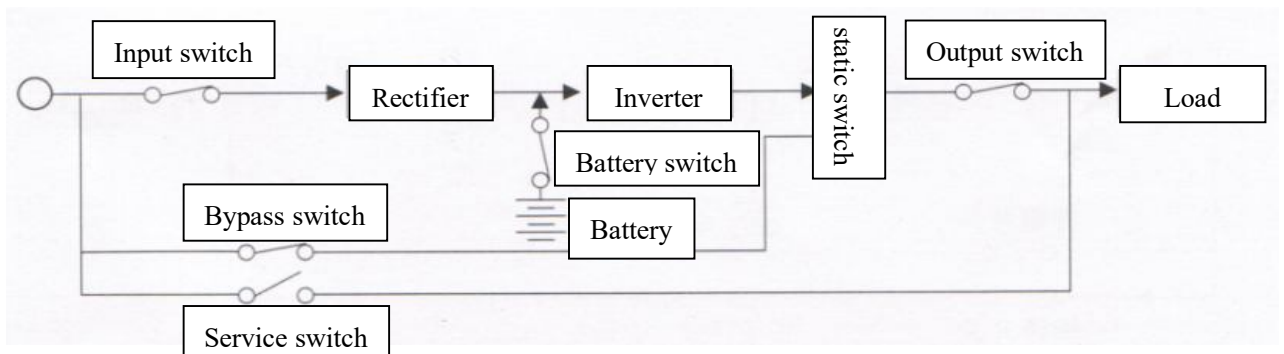 Input switch
Rectifier
Inverter
static switch
Output switch
Load
Battery switch
Bypass switch
Battery
Service switch